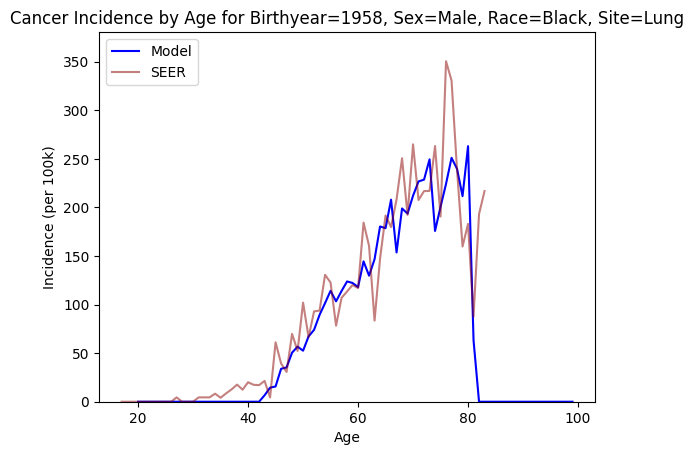 Cancer Incidence by Age for Birthyear=1958, Sex=Male, Race=Black, Site=Lung
Model
SEER
Incidence (per 100k)
350
300
250
200
150
100
50
0
20
40
60
80
100
Age